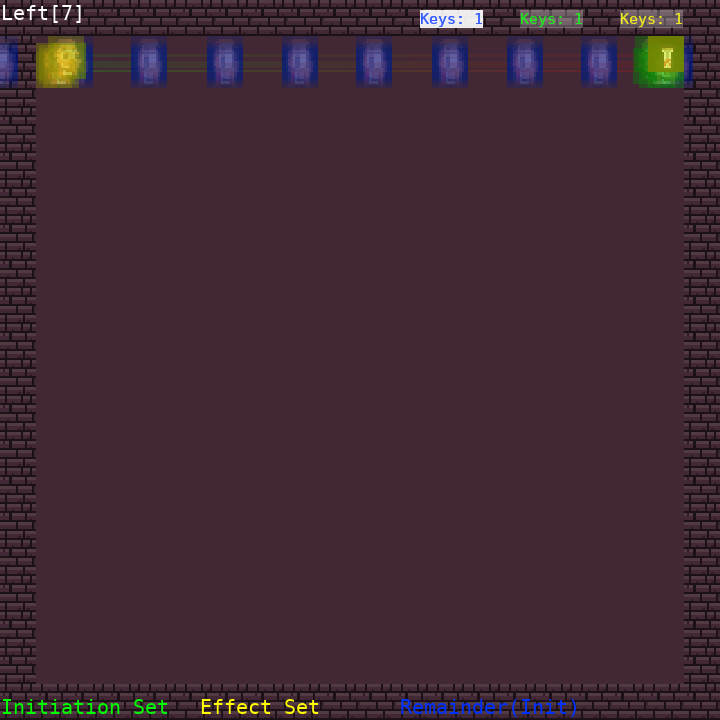 Left[7]
Keys: 1 Keys: 1 Keys: 1
Initiation Set Effect Set Remainder(Init)